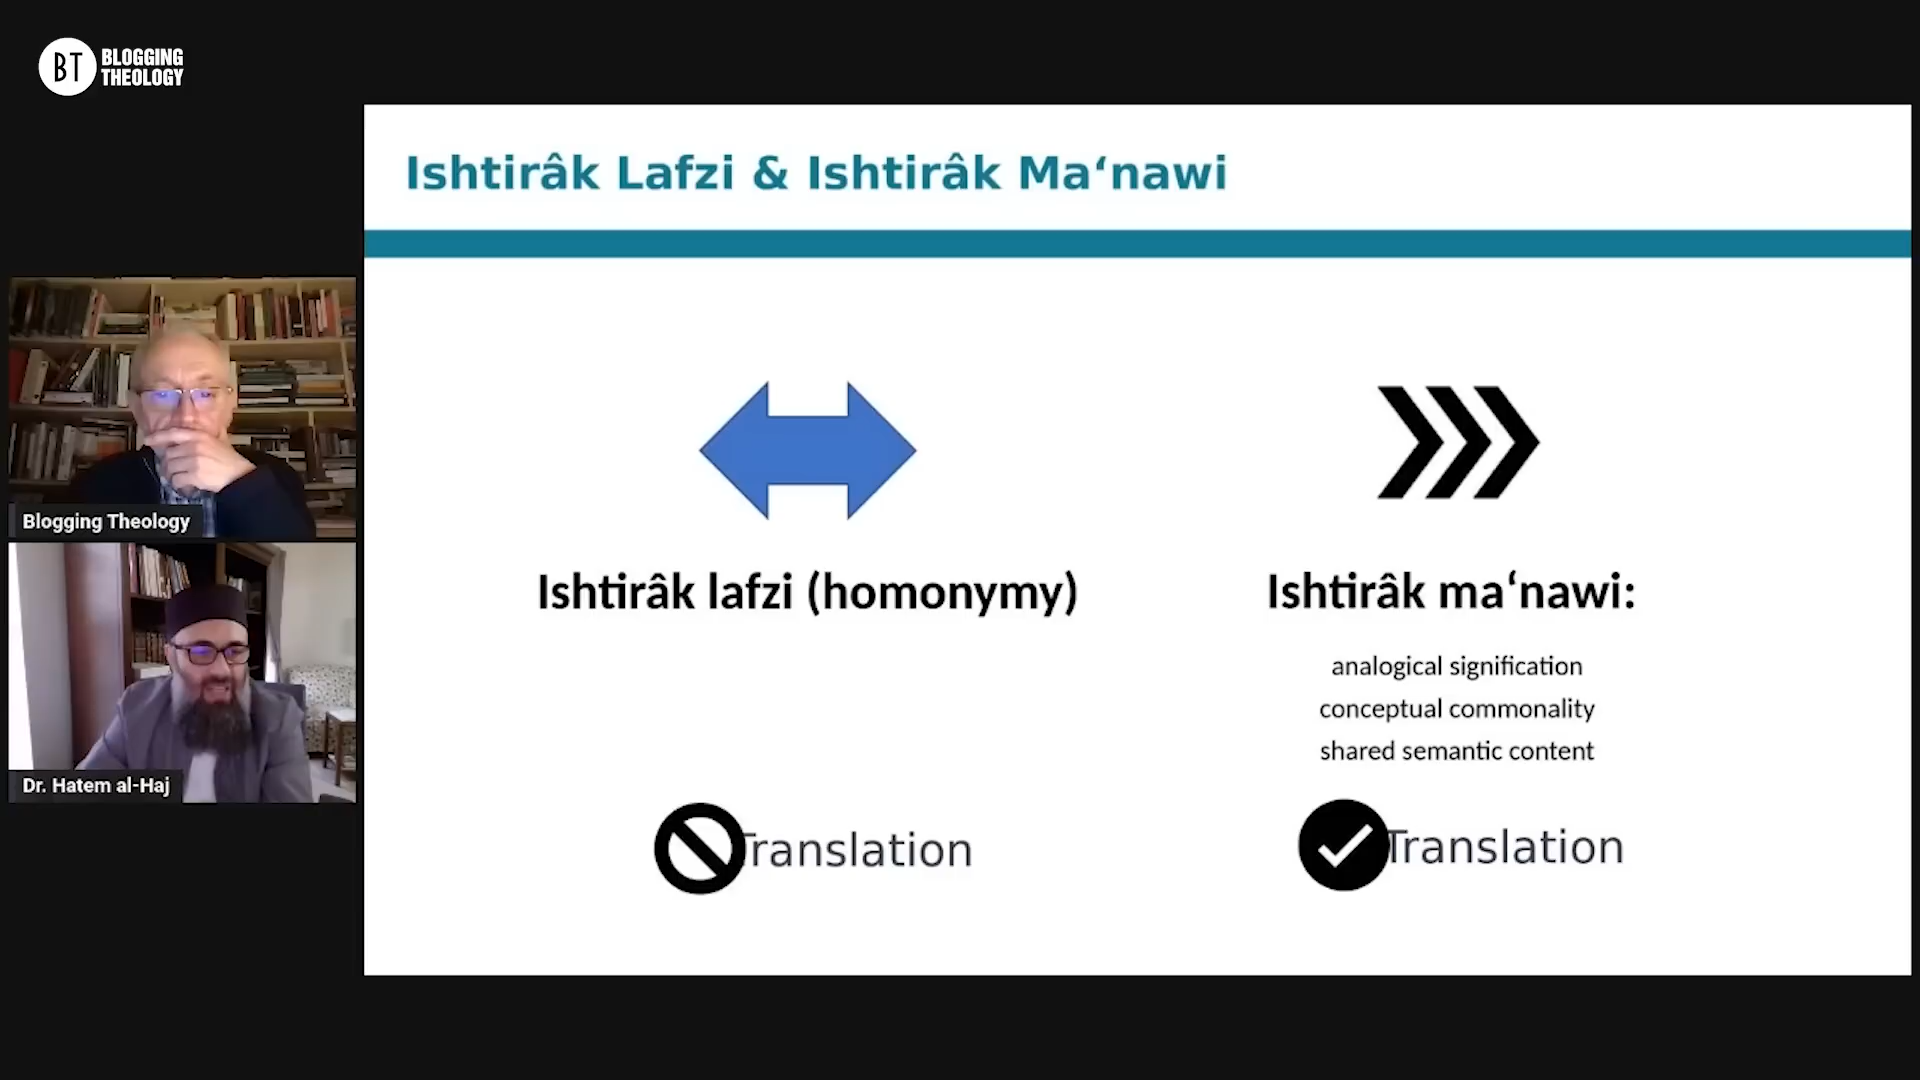 BT BLOGGING
THEOLOGY
Ishtirâk Lafzi & Ishtirâk Ma‘nawi
Ishtirâk lafzi (homonymy)
Translation
Ishtirâk ma‘nawi:
analogical signification
conceptual commonality
shared semantic content
Translation
Blogging Theology
Dr. Hatem al-Haj